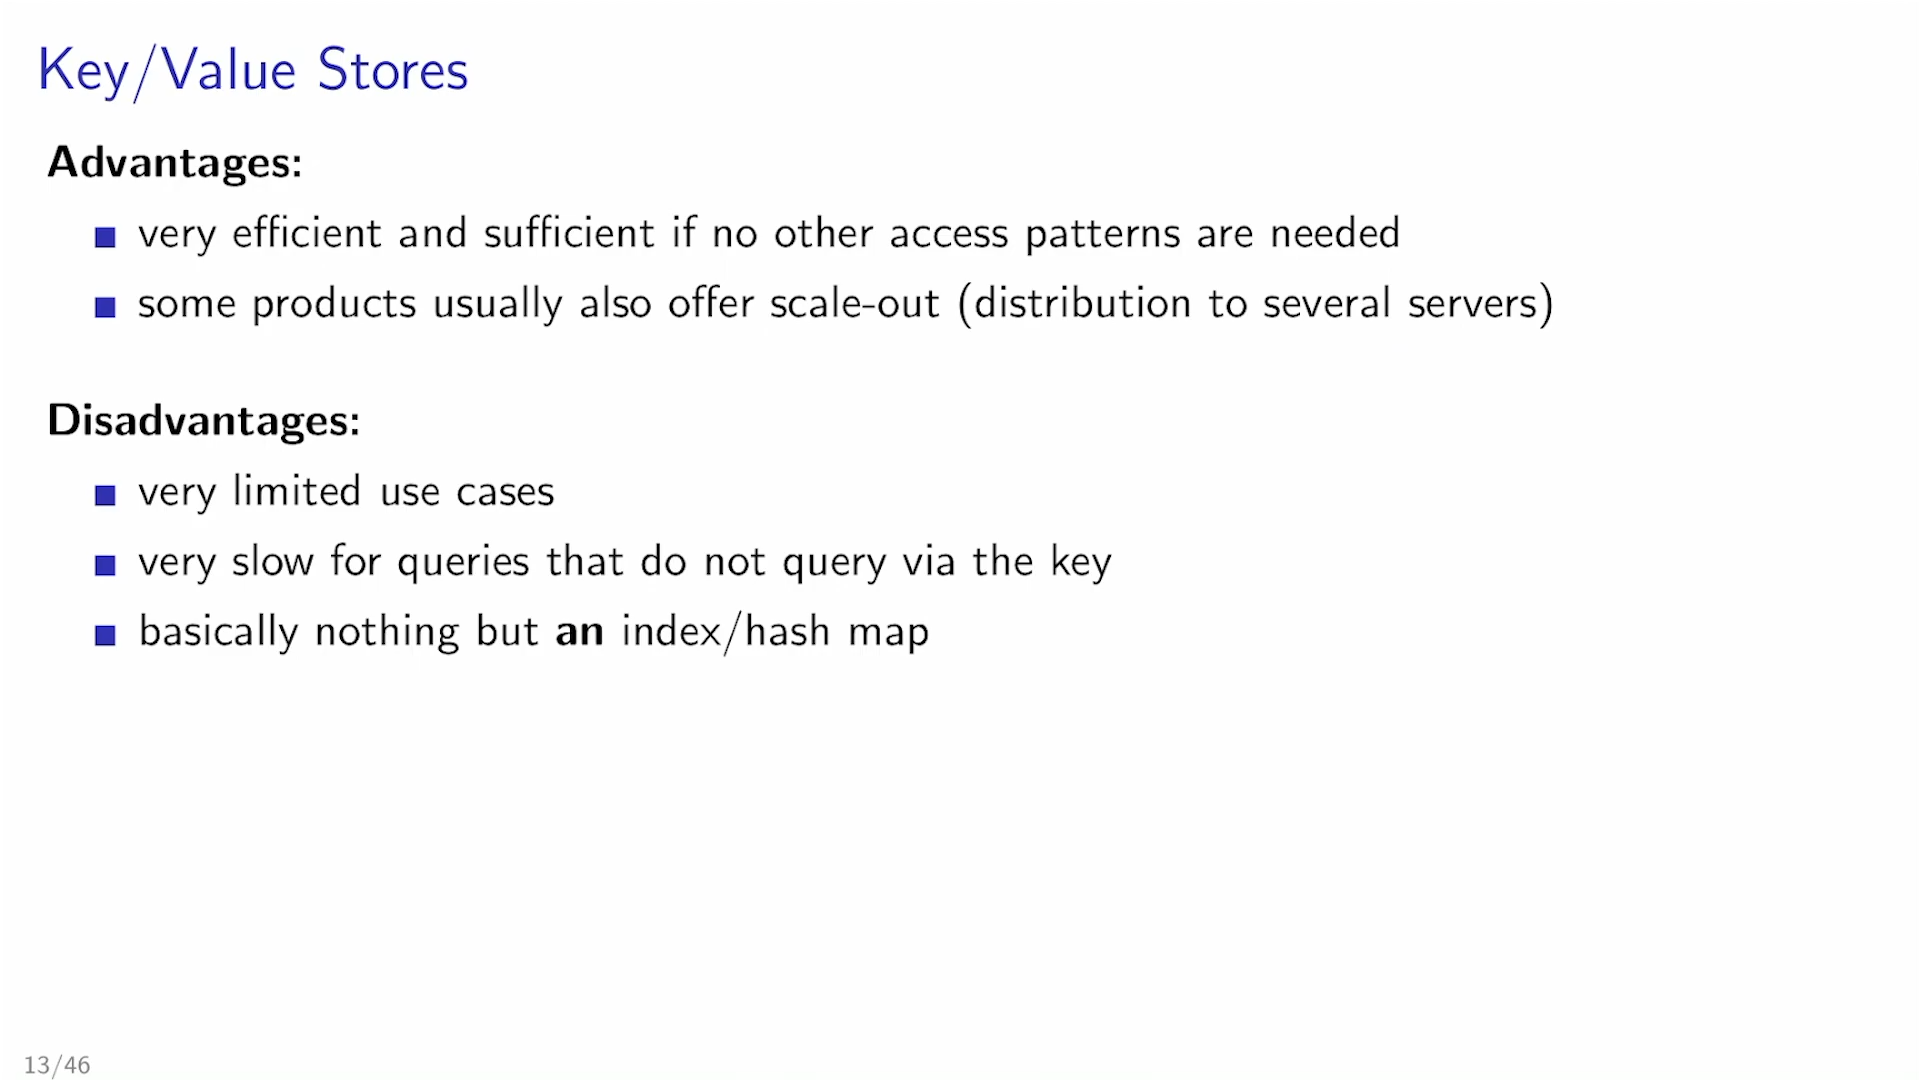 Key/Value Stores
Advantages:
very efficient and sufficient if no other access patterns are needed
some products usually also offer scale-out (distribution to several servers)
Disadvantages:
very limited use cases
very slow for queries that do not query via the key
basically nothing but an index/hash map
13/46